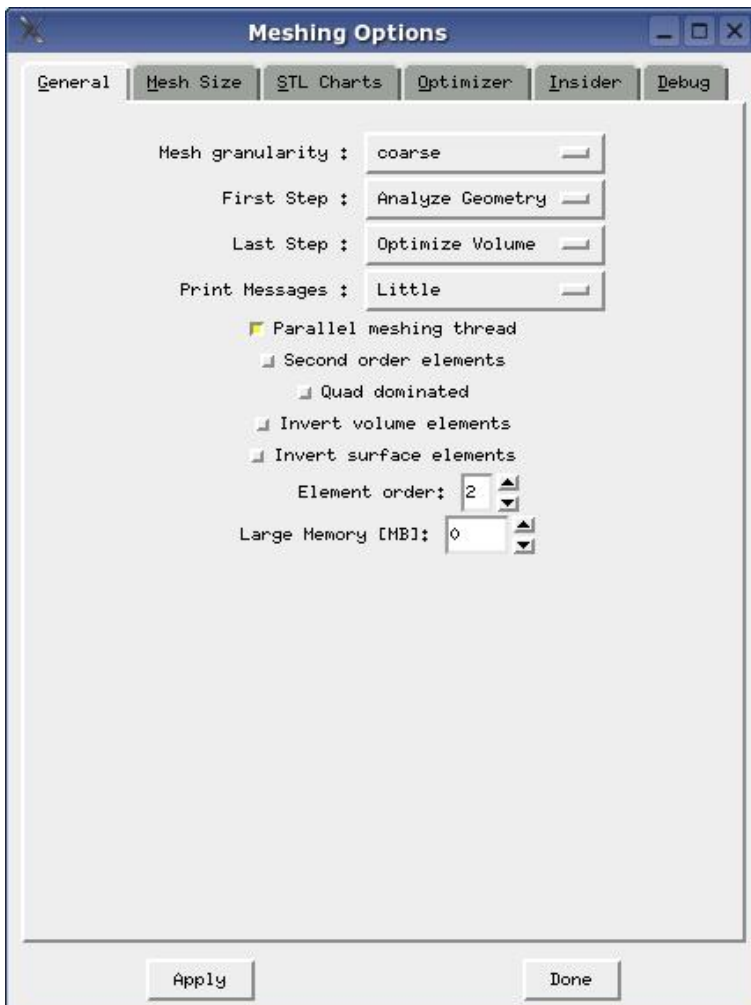 Meshing Options
General Mesh Size STL Charts Optimizer Insider Debug
Mesh granularity : coarse
First Step : Analyze Geometry
Last Step : Optimize Volume
Print Messages : Little
Parallel meshing thread
Second order elements
Quad dominated
Invert volume elements
Invert surface elements
Element order: 2
Large Memory [MB]: 0
Apply Done